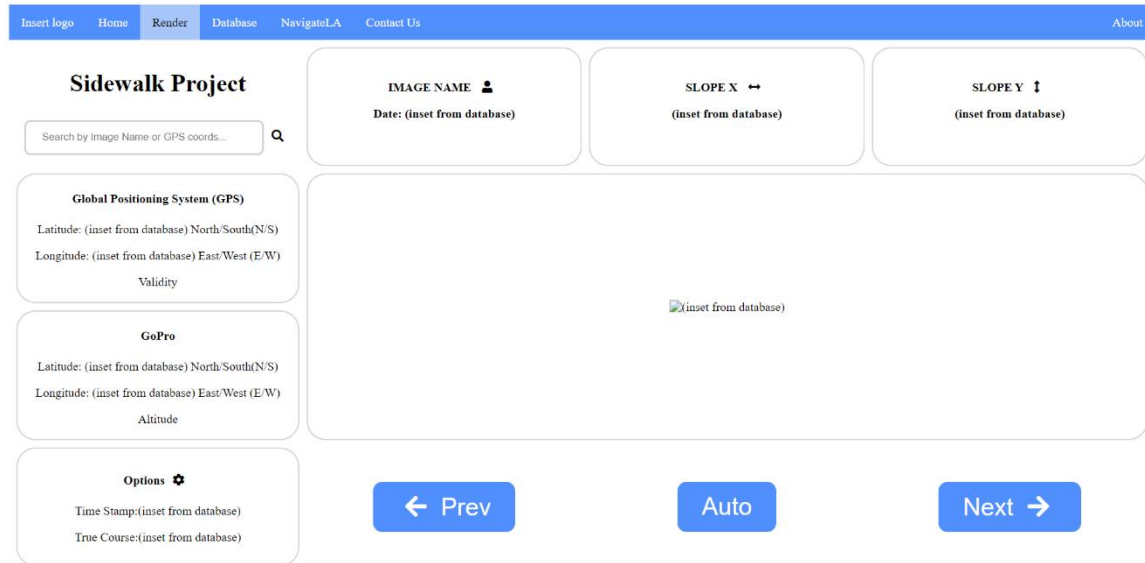 Insert logo Home Render Database NavigateLA Contact Us About
Sidewalk Project
Search by Image Name or GPS coords...
IMAGE NAME
Date: (inset from database)
SLOPE X
(inset from database)
SLOPE Y
(inset from database)
Global Positioning System (GPS)
Latitude: (inset from database) North/South(N/S)
Longitude: (inset from database) East/West (E/W)
Validity
GoPro
Latitude: (inset from database) North/South(N/S)
Longitude: (inset from database) East/West (E/W)
Altitude
(inset from database)
Options
Time Stamp:(inset from database)
True Course:(inset from database)
Prev
Auto
Next